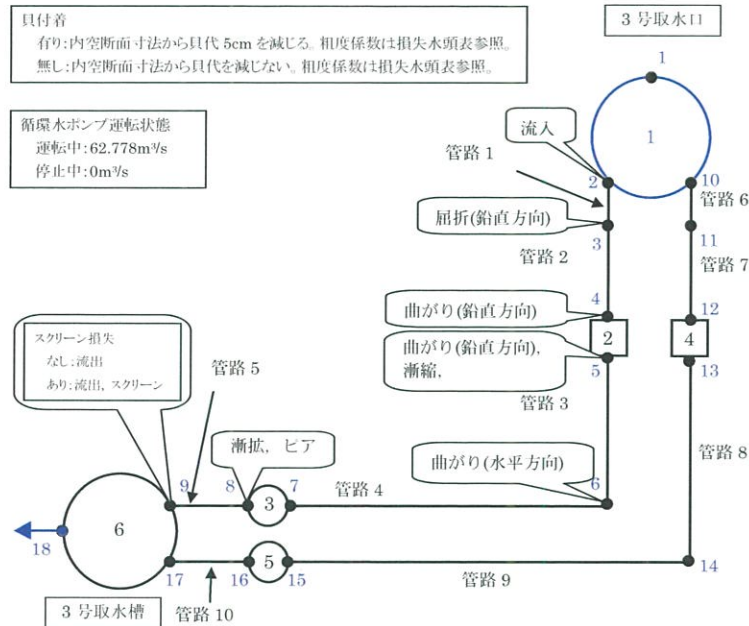 貝付着
有り:内空断面寸法から貝代 5cm を減じる。粗度係数は損失水頭表参照。
無し:内空断面寸法から貝代を減じない。粗度係数は損失水頭表参照。
3 号取水口
1
循環水ポンプ運転状態
運転中:62.778m³/s
停止中:0m³/s
流入
1
管路 1
2
10
管路 6
屈折(鉛直方向)
3
11
管路 2
管路 7
4
12
曲がり(鉛直方向)
2
4
スクリーン損失
なし:流出
あり:流出, スクリーン
曲がり(鉛直方向),
漸縮,
5
13
管路 5
管路 3
管路 8
漸拡, ピア
曲がり(水平方向)
9
8
7
管路 4
6
3
6
18
5
17
16
15
管路 9
14
3 号取水槽
管路 10